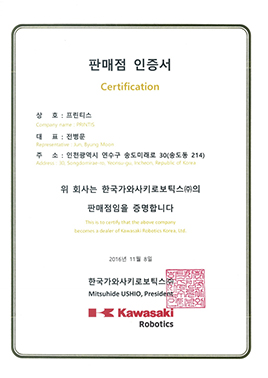 판매점 인증서
Certification
상 호 : 프린티스
Company name : PRINTIS
대 표 : 전병문
Representative : Jun, Byung Moon
주 소 : 인천광역시 연수구 송도미래로 30(송도동 214)
Address : 30, Songdomirae-ro, Yeonsu-gu, Incheon, Republic of Korea
위 회사는 한국가와사키로보틱스㈜의
판매점임을 증명합니다
This is to certify that the above company
becomes a dealer of Kawasaki Robotics Korea, Ltd.
2016년 11월 8일
한국가와사키로보틱스㈜
Mitsuhide USHIO, President
Kawasaki
Robotics